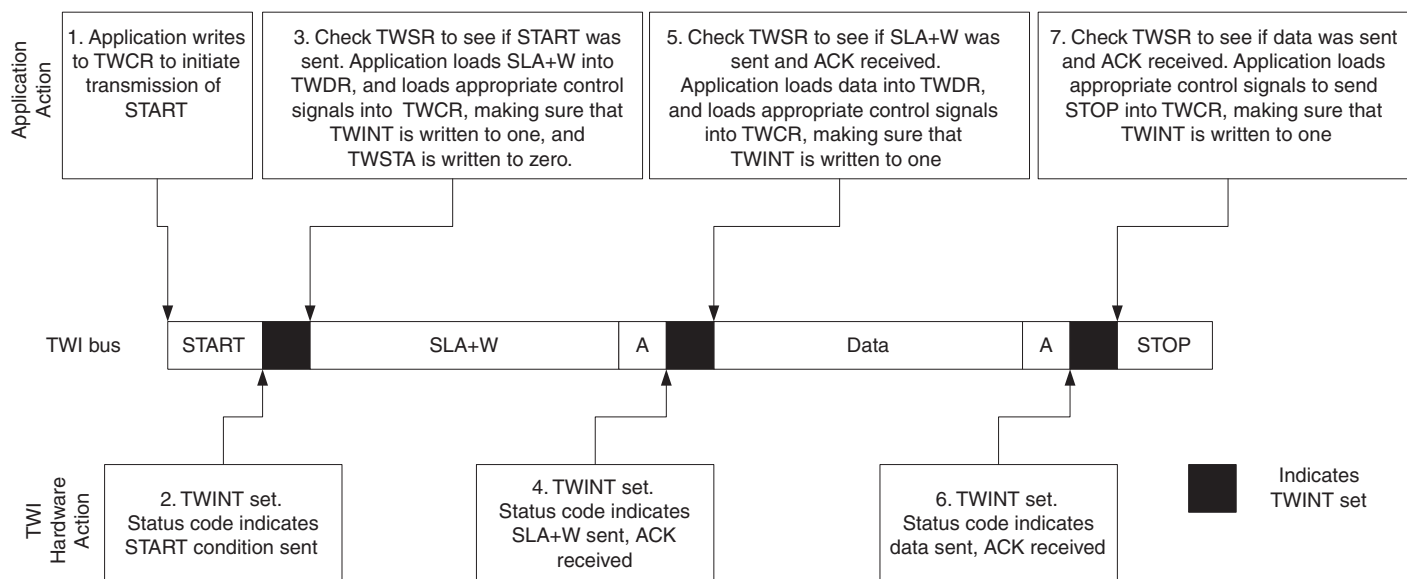 Application
Action
1. Application writes
to TWCR to initiate
transmission of
START
3. Check TWSR to see if START was
sent. Application loads SLA+W into
TWDR, and loads appropriate control
signals into TWCR, making sure that
TWINT is written to one, and
TWSTA is written to zero.
5. Check TWSR to see if SLA+W was
sent and ACK received.
Application loads data into TWDR,
and loads appropriate control signals
into TWCR, making sure that
TWINT is written to one
7. Check TWSR to see if data was sent
and ACK received. Application loads
appropriate control signals to send
STOP into TWCR, making sure that
TWINT is written to one
TWI bus
START
SLA+W
A
Data
A
STOP
TWI
Hardware
Action
2. TWINT set.
Status code indicates
START condition sent
4. TWINT set.
Status code indicates
SLA+W sent, ACK
received
6. TWINT set.
Status code indicates
data sent, ACK received
Indicates
TWINT set